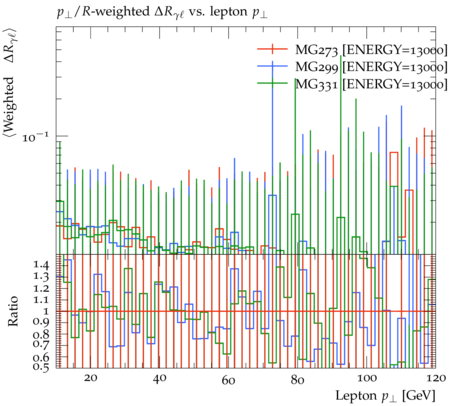 p⊥/R-weighted ΔRγℓ vs. lepton p⊥
⟨Weighted ΔRγℓ⟩
MG273 [ENERGY=13000]
MG299 [ENERGY=13000]
MG331 [ENERGY=13000]
10⁻¹
Ratio
1.4
1.3
1.2
1.1
1
0.9
0.8
0.7
0.6
0.5
20 40 60 80 100 120
Lepton p⊥ [GeV]